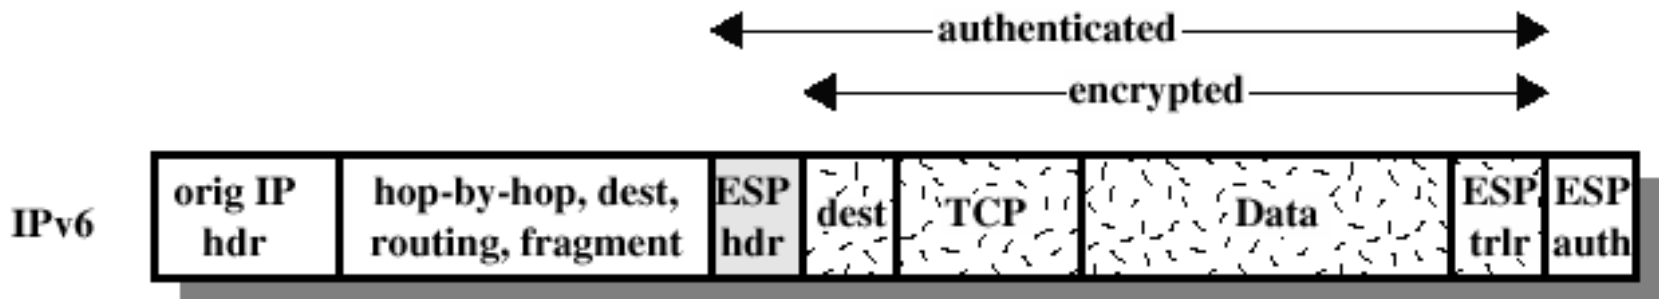 authenticated
encrypted
IPv6
orig IP
hdr
hop-by-hop, dest,
routing, fragment
ESP
hdr
dest
TCP
Data
ESP
trlr
ESP
auth